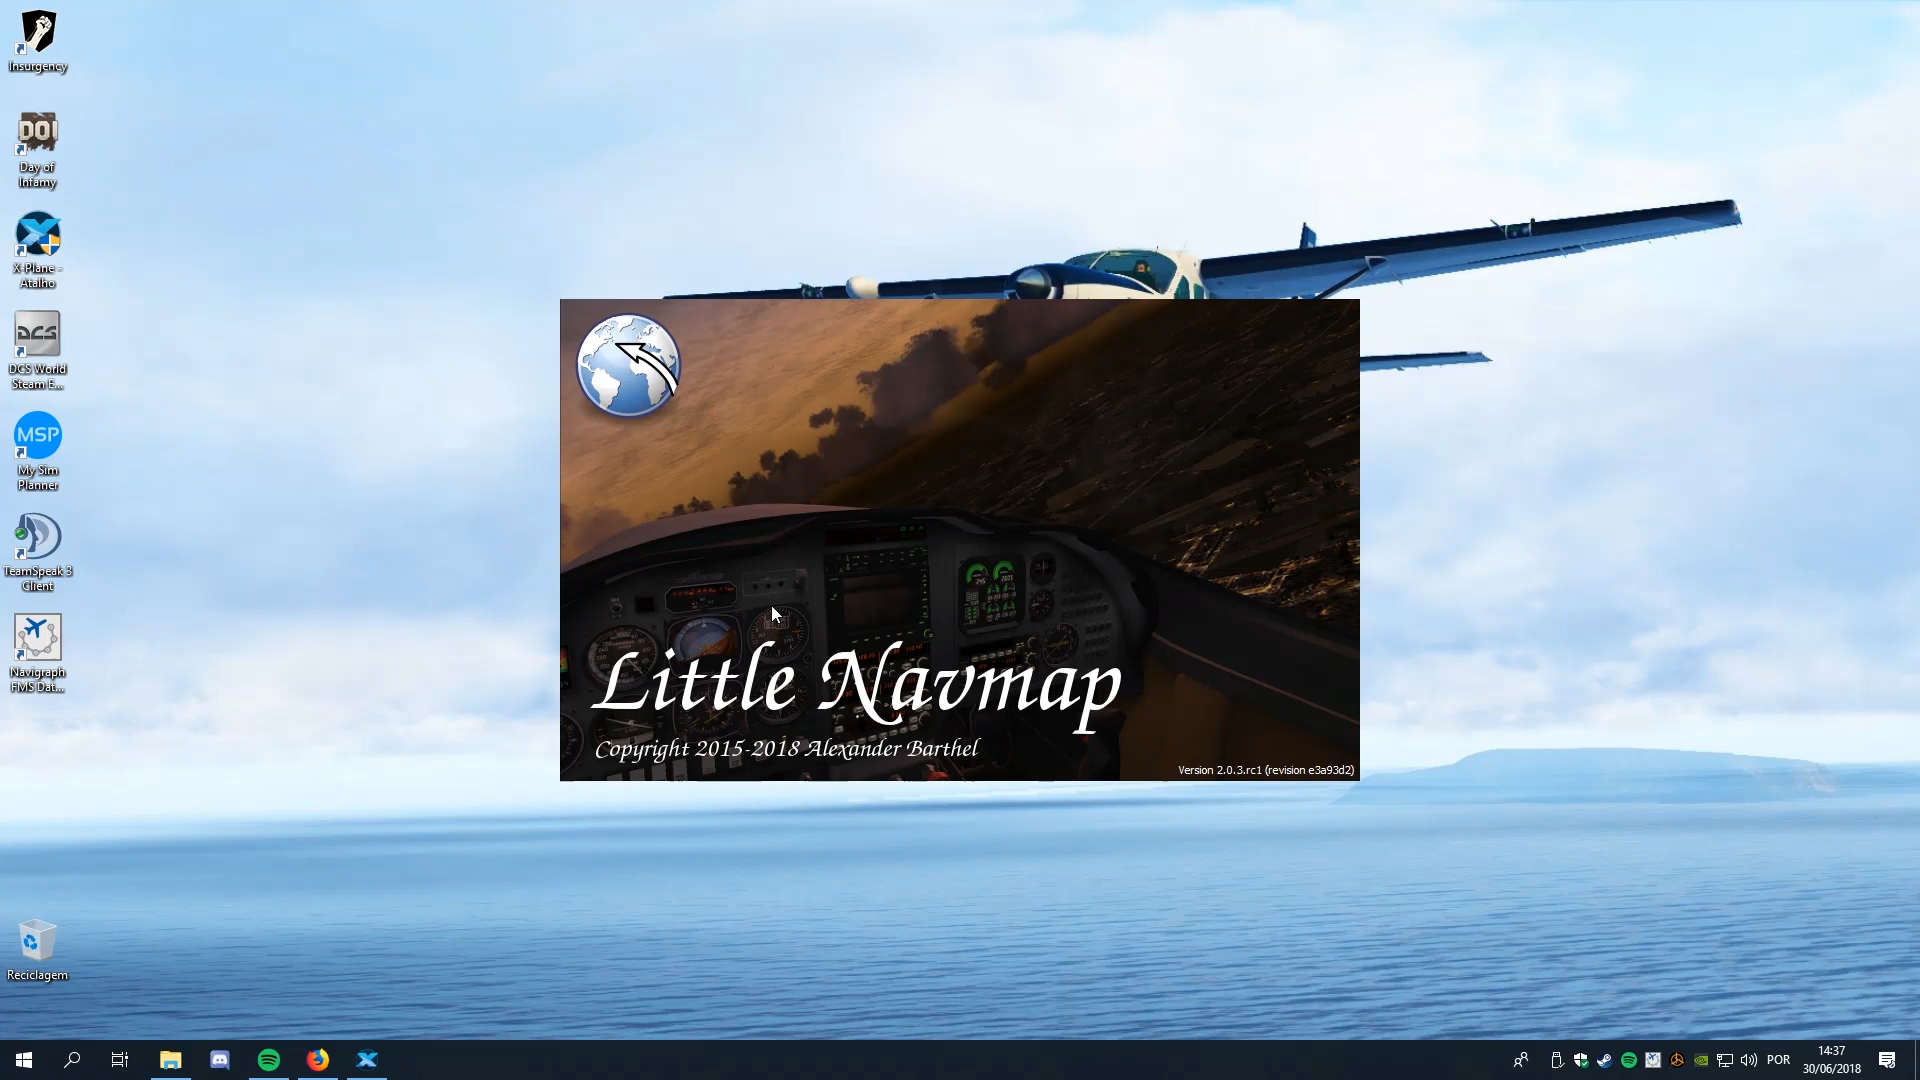 Insurgency
DOI
Day of
Infamy
X-Plane -
Atalho
DCS
DCS World
Steam E...
MSP
My Sim
Planner
TeamSpeak 3
Client
Navigraph
FMS Dat...
Reciclagem
Little Navmap
Copyright 2015-2018 Alexander Barthel
Version 2.0.3.rc1 (revision e3a93d2)
POR
14:37
30/06/2018